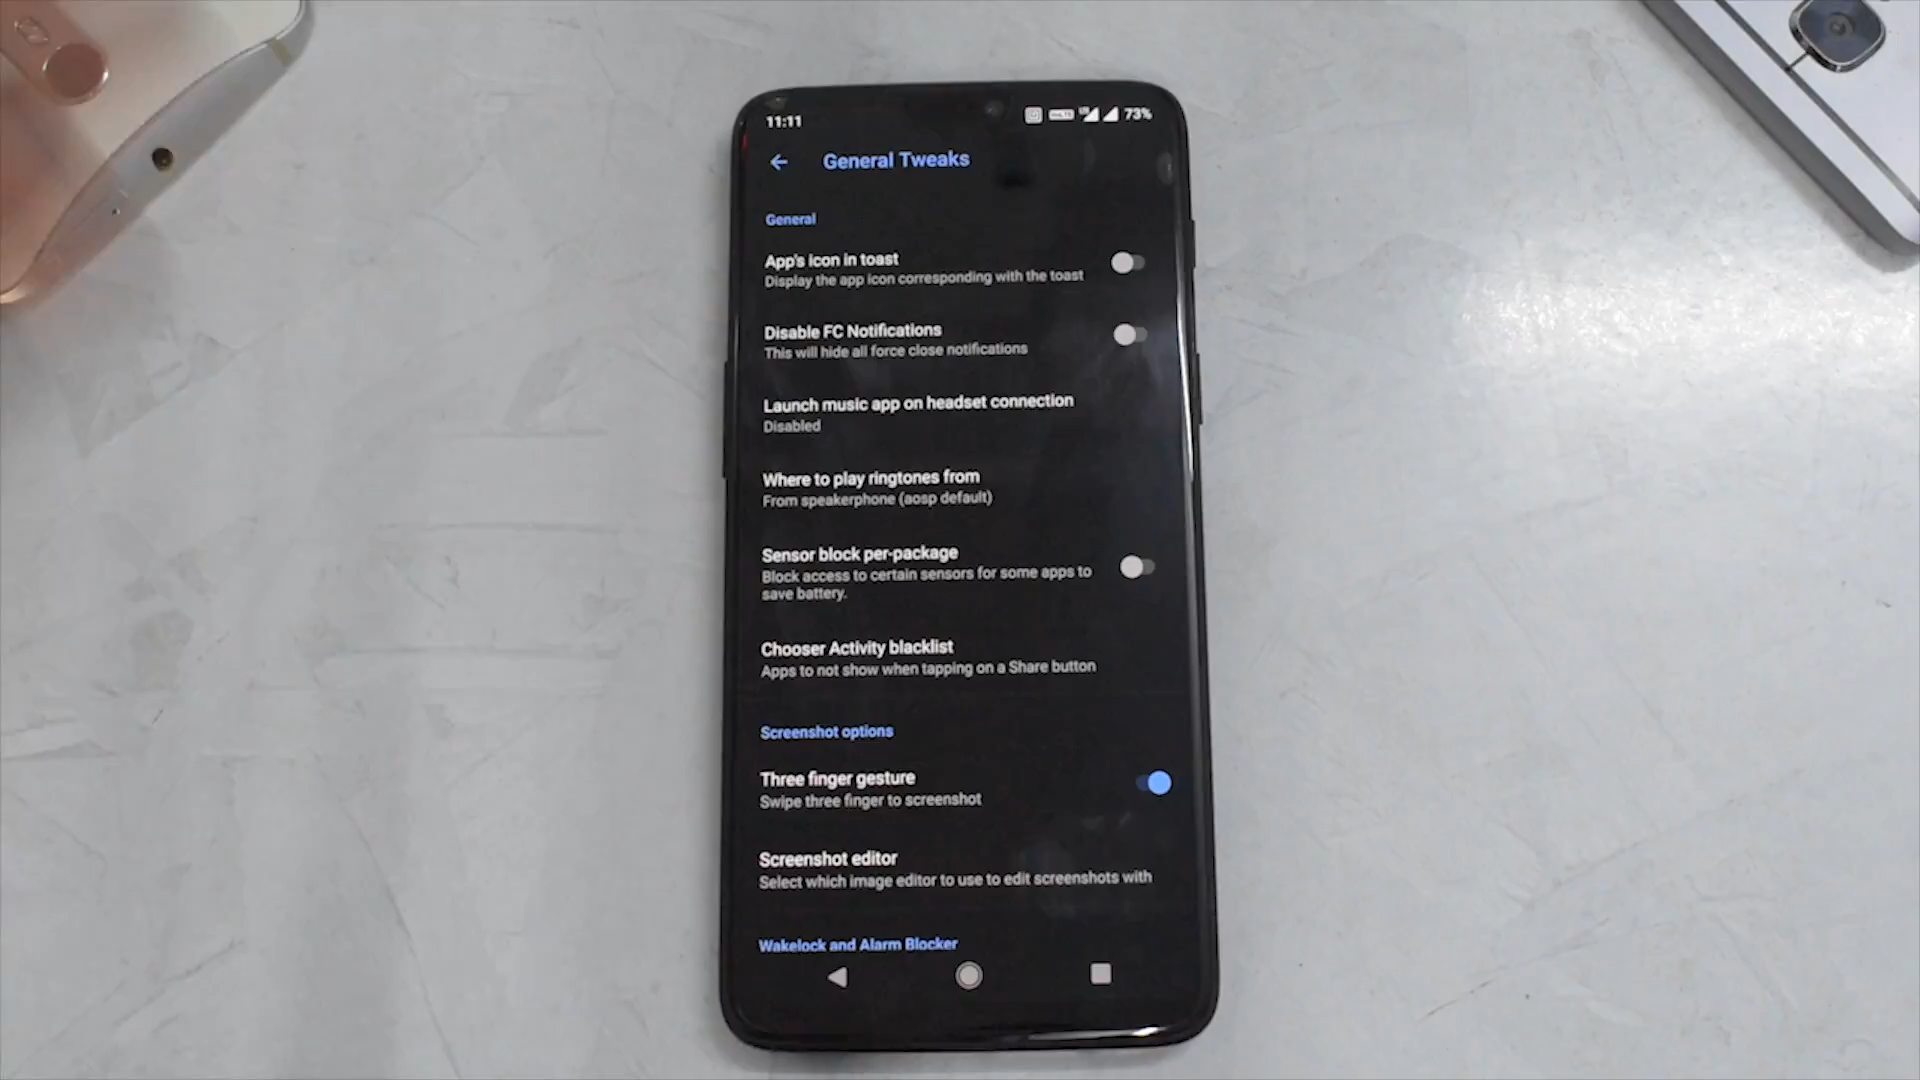 11:11
73%
General Tweaks
General
App's icon in toast
Display the app icon corresponding with the toast
Disable FC Notifications
This will hide all force close notifications
Launch music app on headset connection
Disabled
Where to play ringtones from
From speakerphone (aosp default)
Sensor block per-package
Block access to certain sensors for some apps to
save battery.
Chooser Activity blacklist
Apps to not show when tapping on a Share button
Screenshot options
Three finger gesture
Swipe three finger to screenshot
Screenshot editor
Select which image editor to use to edit screenshots with
Wakelock and Alarm Blocker